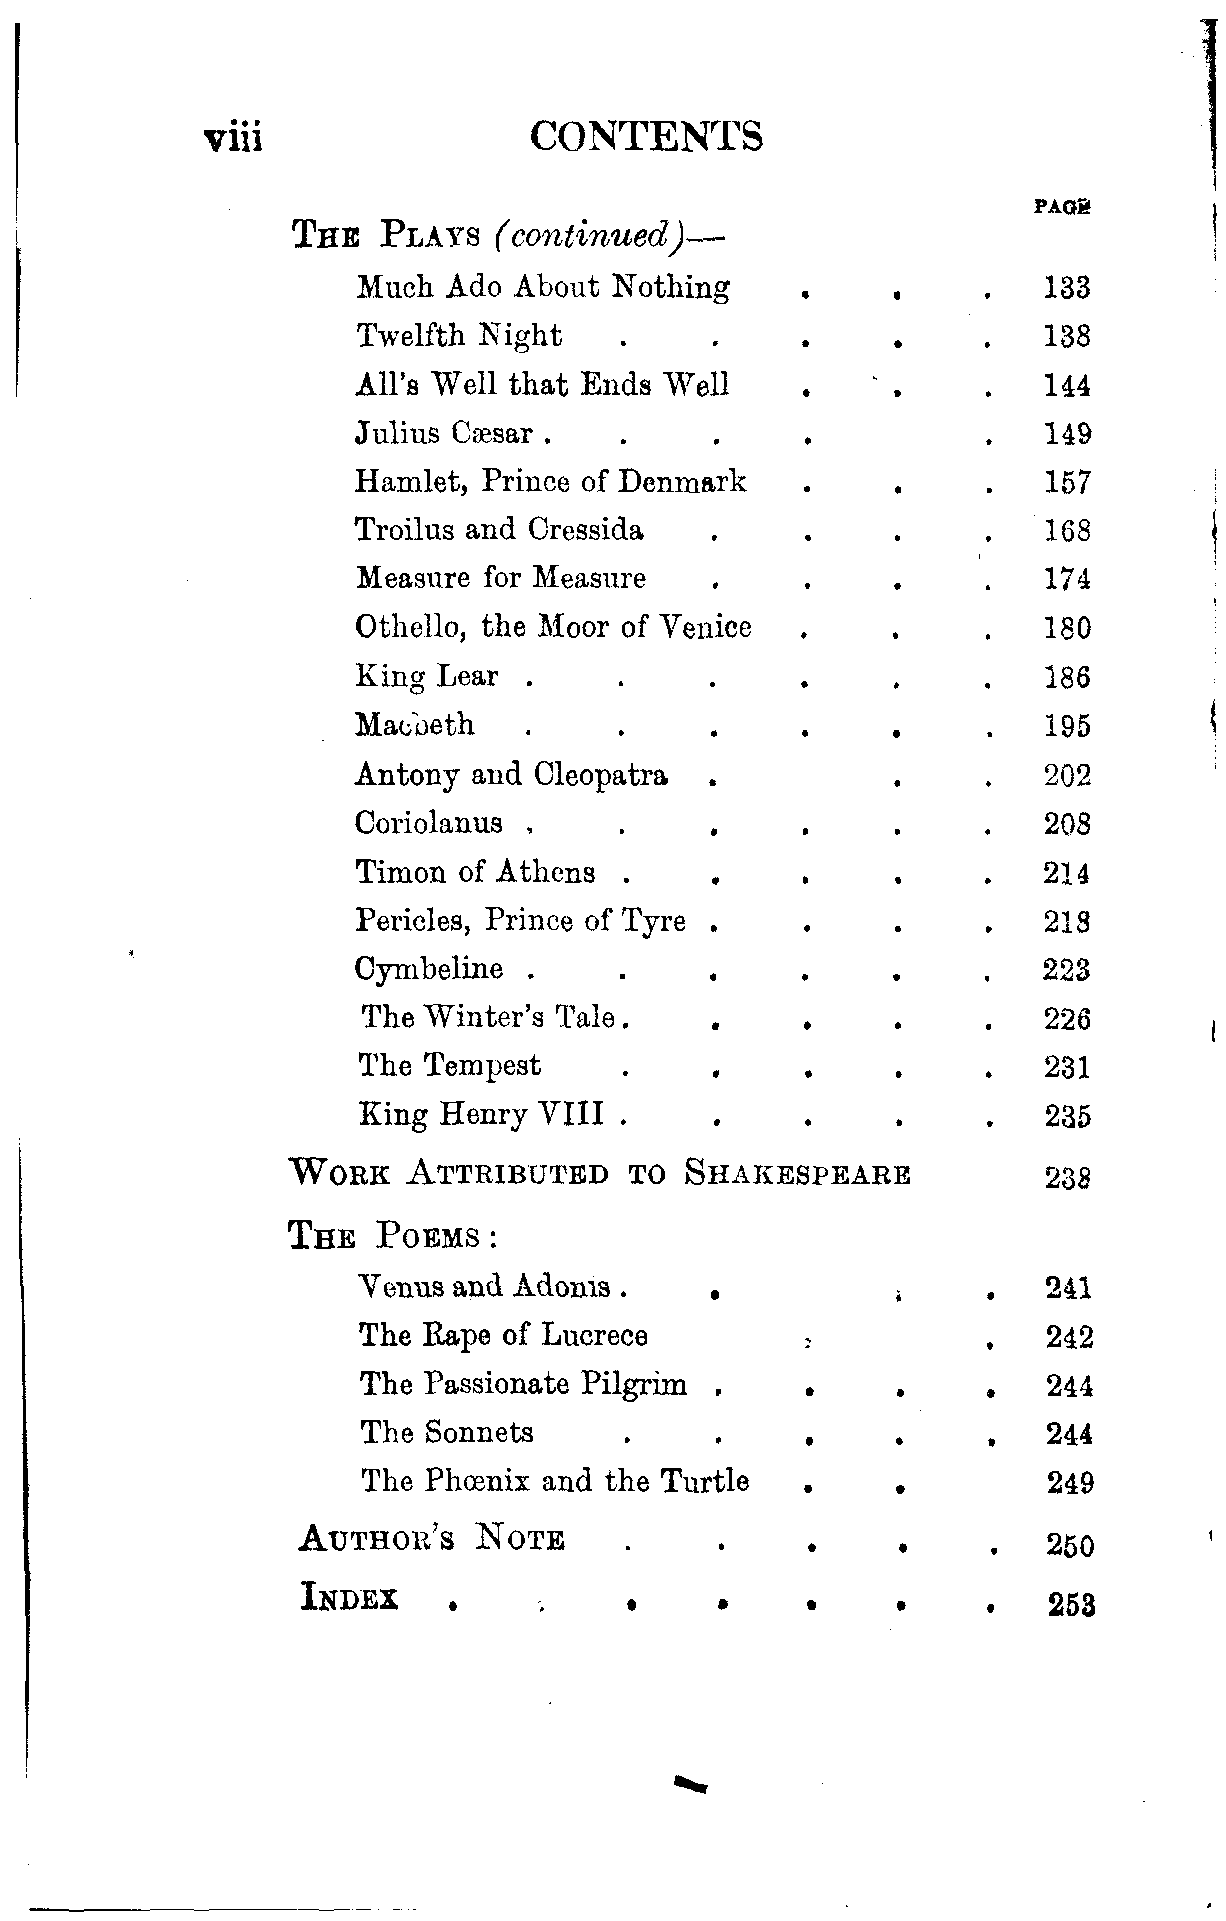 viii CONTENTS
PAGE
THE PLAYS (continued)—
Much Ado About Nothing . . . 133
Twelfth Night . . . . . 138
All's Well that Ends Well . . . 144
Julius Cæsar . . . . . 149
Hamlet, Prince of Denmark . . . 157
Troilus and Cressida . . . . 168
Measure for Measure . . . . 174
Othello, the Moor of Venice . . . 180
King Lear . . . . . . 186
Macbeth . . . . . . 195
Antony and Cleopatra . . . 202
Coriolanus . . . . . . 208
Timon of Athens . . . . . 214
Pericles, Prince of Tyre . . . . 218
Cymbeline . . . . . . 223
The Winter's Tale . . . . . 226
The Tempest . . . . . 231
King Henry VIII . . . . . 235
WORK ATTRIBUTED TO SHAKESPEARE 238
THE POEMS :
Venus and Adonis . . . . 241
The Rape of Lucrece . . 242
The Passionate Pilgrim . . . . 244
The Sonnets . . . . . 244
The Phœnix and the Turtle . . 249
AUTHOR'S NOTE . . . . . 250
INDEX . . . . . . . 253